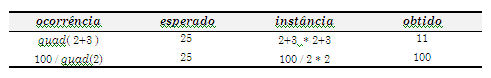 ocorrência esperado instância obtido
quad( 2+3 ) 25 2+3 * 2+3 11
100 / quad(2) 25 100 / 2 * 2 100